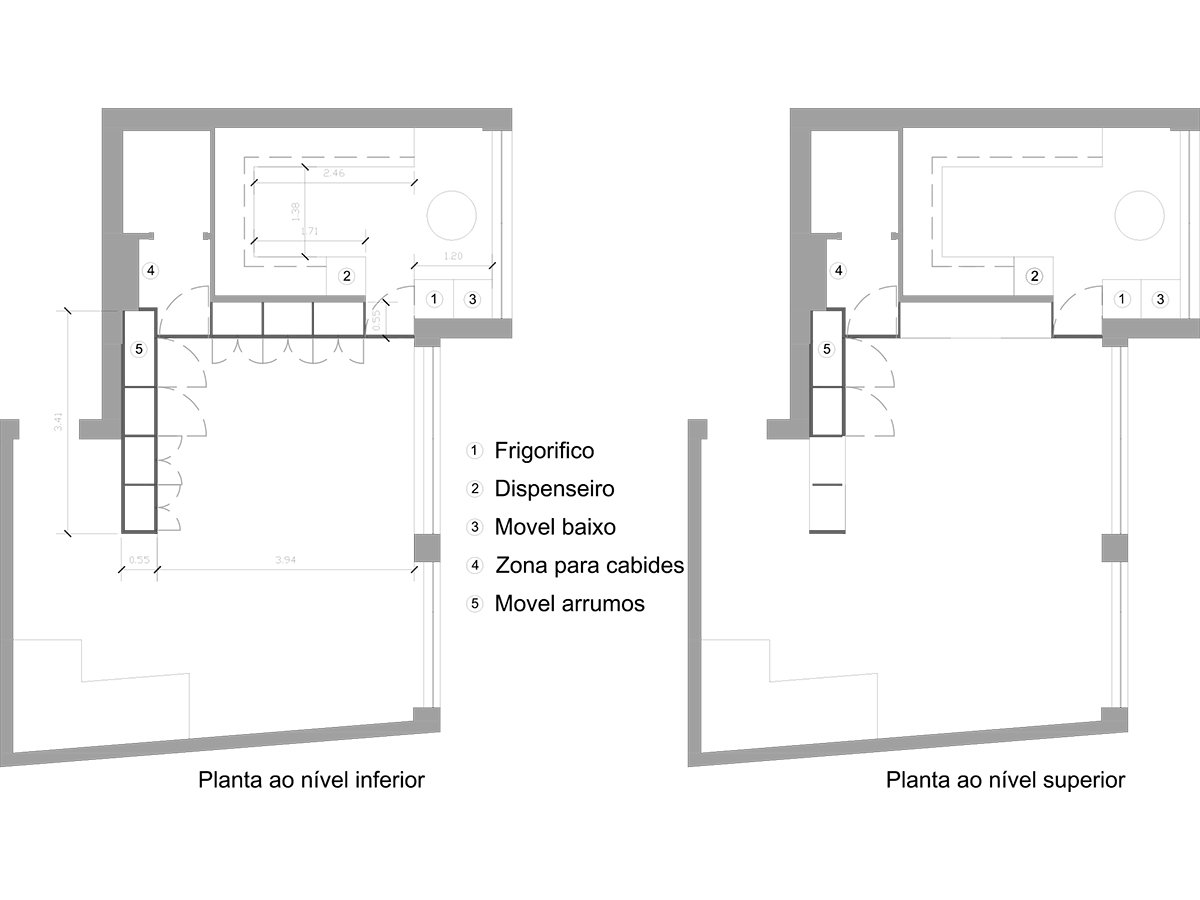 2.46
1.38
1.71
1.20
4
2
1
3
0.55
5
3.41
0.55
3.94
1 Frigorifico
2 Dispenseiro
3 Movel baixo
4 Zona para cabides
5 Movel arrumos
Planta ao nível inferior
4
2
1
3
5
Planta ao nível superior